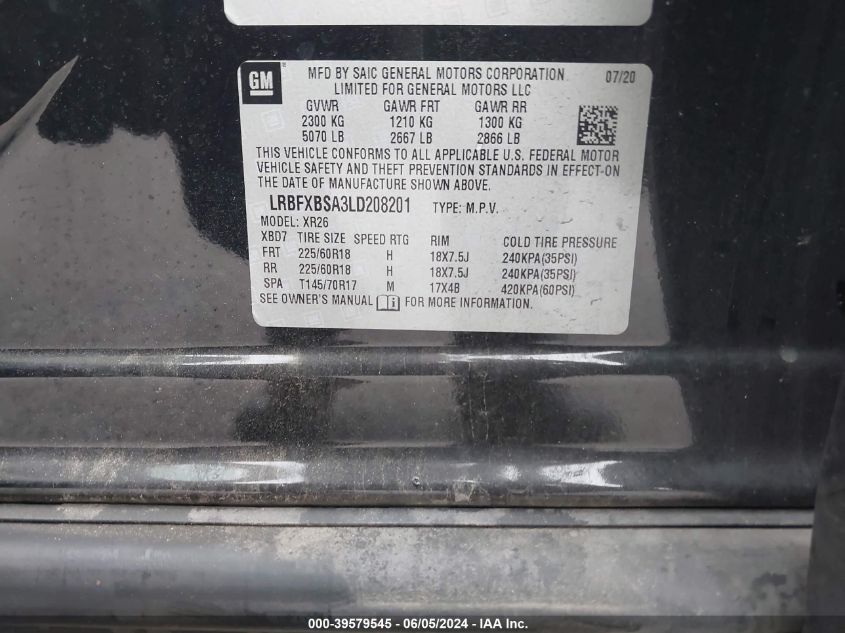 GM MFD BY SAIC GENERAL MOTORS CORPORATION 07/20
LIMITED FOR GENERAL MOTORS LLC
GVWR GAWR FRT GAWR RR
2300 KG 1210 KG 1300 KG
5070 LB 2667 LB 2866 LB
THIS VEHICLE CONFORMS TO ALL APPLICABLE U.S. FEDERAL MOTOR
VEHICLE SAFETY AND THEFT PREVENTION STANDARDS IN EFFECT ON
THE DATE OF MANUFACTURE SHOWN ABOVE.
LRBFXBSA3LD208201 TYPE: M.P.V.
MODEL: XR26
XBD7 TIRE SIZE SPEED RTG RIM COLD TIRE PRESSURE
FRT 225/60R18 H 18X7.5J 240KPA(35PSI)
RR 225/60R18 H 18X7.5J 240KPA(35PSI)
SPA T145/70R17 M 17X4B 420KPA(60PSI)
SEE OWNER'S MANUAL i FOR MORE INFORMATION.
000-39579545 - 06/05/2024 - IAA Inc.